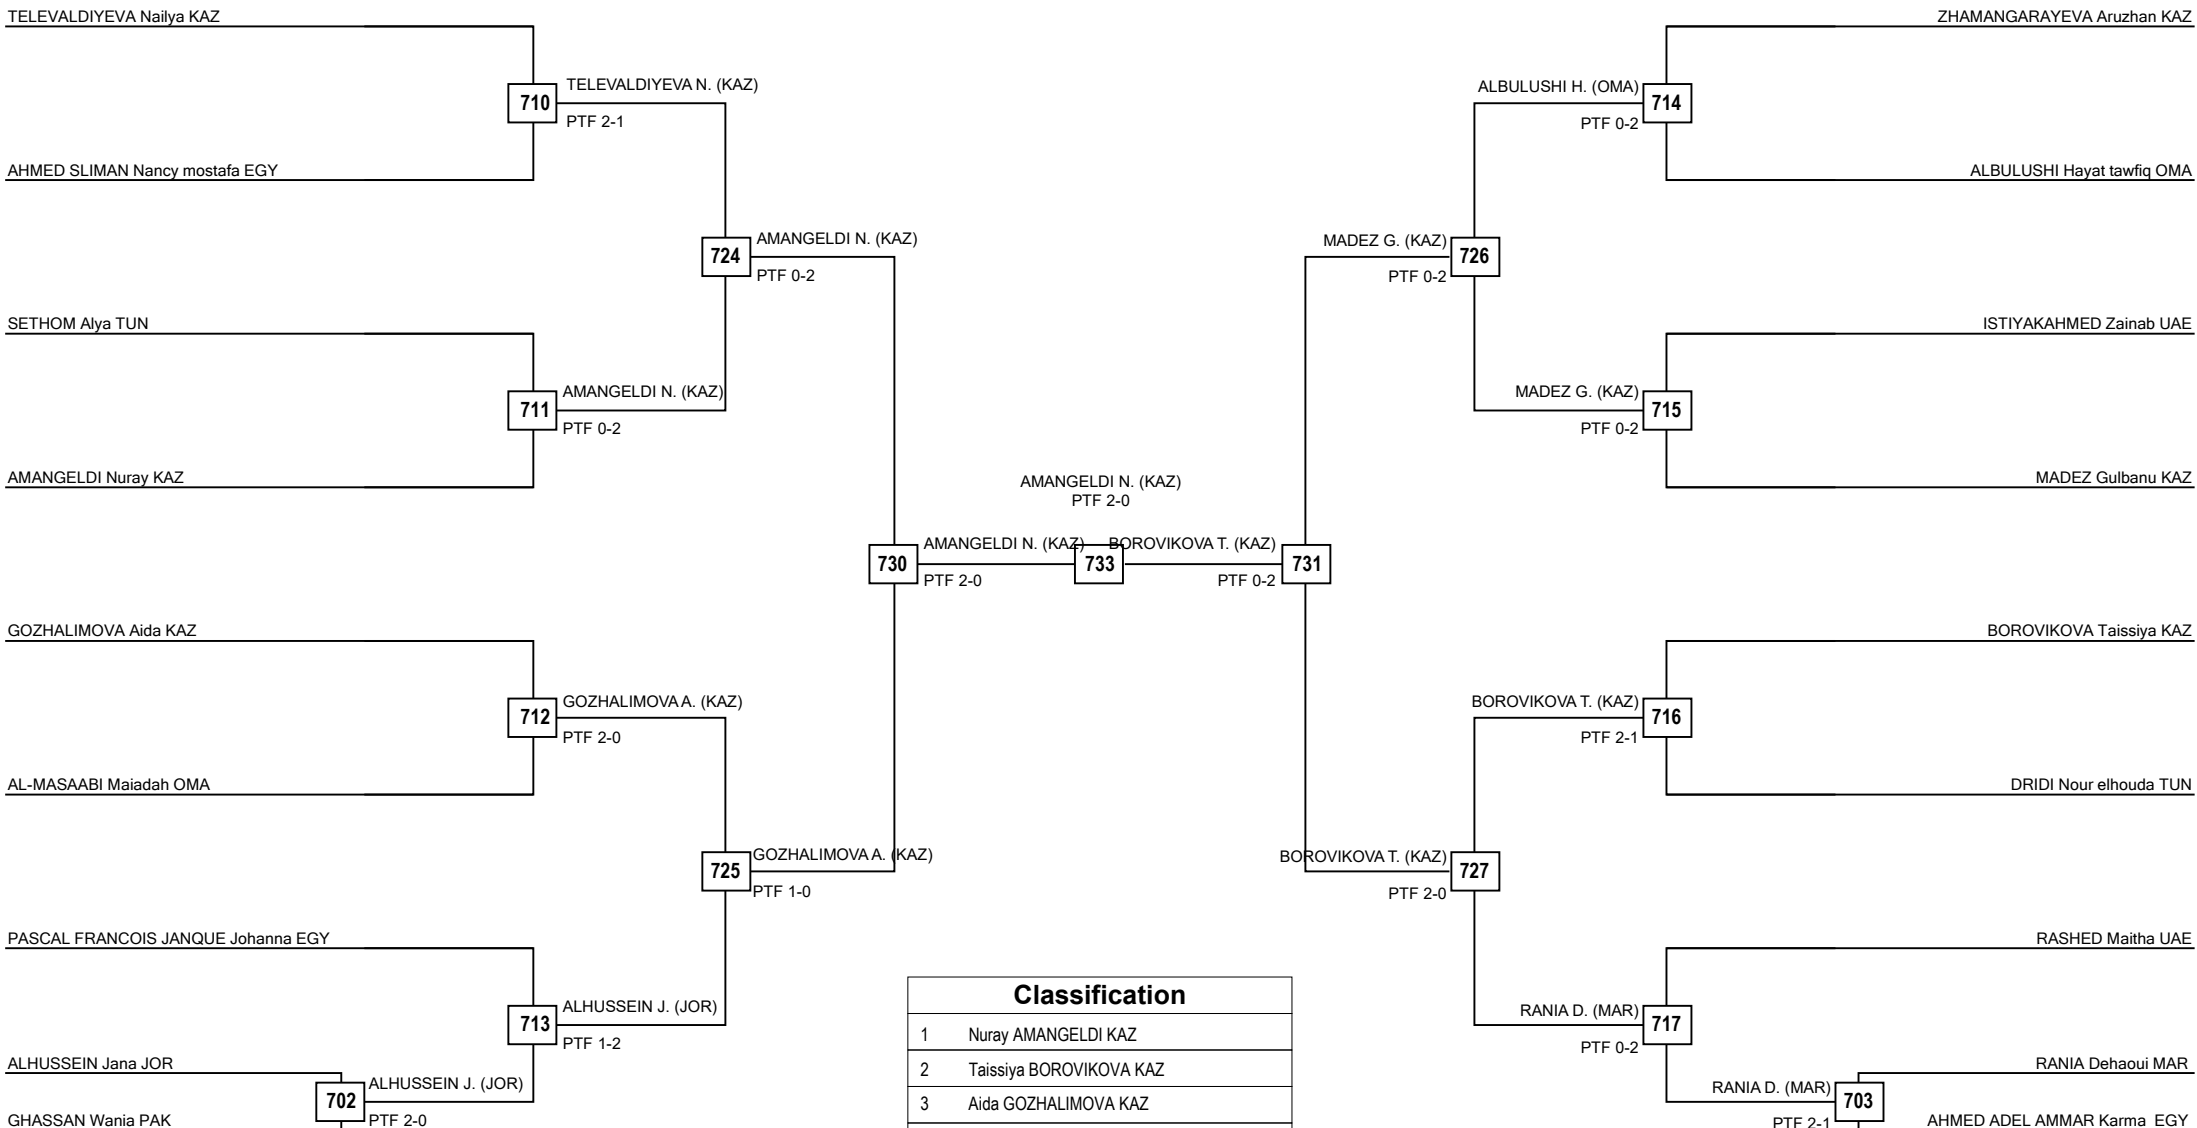 TELEVALDIYEVA Nailya KAZ
ZHAMANGARAYEVA Aruzhan KAZ
TELEVALDIYEVA N. (KAZ)
710
PTF 2-1
ALBULUSHI H. (OMA)
714
PTF 0-2
AHMED SLIMAN Nancy mostafa EGY
ALBULUSHI Hayat tawfiq OMA
AMANGELDI N. (KAZ)
724
PTF 0-2
MADEZ G. (KAZ)
726
PTF 0-2
SETHOM Alya TUN
ISTIYAKAHMED Zainab UAE
AMANGELDI N. (KAZ)
711
PTF 0-2
MADEZ G. (KAZ)
715
PTF 0-2
AMANGELDI Nuray KAZ
MADEZ Gulbanu KAZ
AMANGELDI N. (KAZ)
PTF 2-0
730
AMANGELDI N. (KAZ)
PTF 2-0
733
BOROVIKOVA T. (KAZ)
PTF 0-2
731
GOZHALIMOVA Aida KAZ
BOROVIKOVA Taissiya KAZ
GOZHALIMOVA A. (KAZ)
712
PTF 2-0
BOROVIKOVA T. (KAZ)
716
PTF 2-1
AL-MASAABI Maiadah OMA
DRIDI Nour elhouda TUN
GOZHALIMOVA A. (KAZ)
725
PTF 1-0
BOROVIKOVA T. (KAZ)
727
PTF 2-0
PASCAL FRANCOIS JANQUE Johanna EGY
RASHED Maitha UAE
ALHUSSEIN J. (JOR)
713
PTF 1-2
RANIA D. (MAR)
717
PTF 0-2
ALHUSSEIN Jana JOR
RANIA Dehaoui MAR
ALHUSSEIN J. (JOR)
702
PTF 2-0
RANIA D. (MAR)
703
PTF 2-1
GHASSAN Wania PAK
AHMED ADEL AMMAR Karma EGY
Classification
1 Nuray AMANGELDI KAZ
2 Taissiya BOROVIKOVA KAZ
3 Aida GOZHALIMOVA KAZ